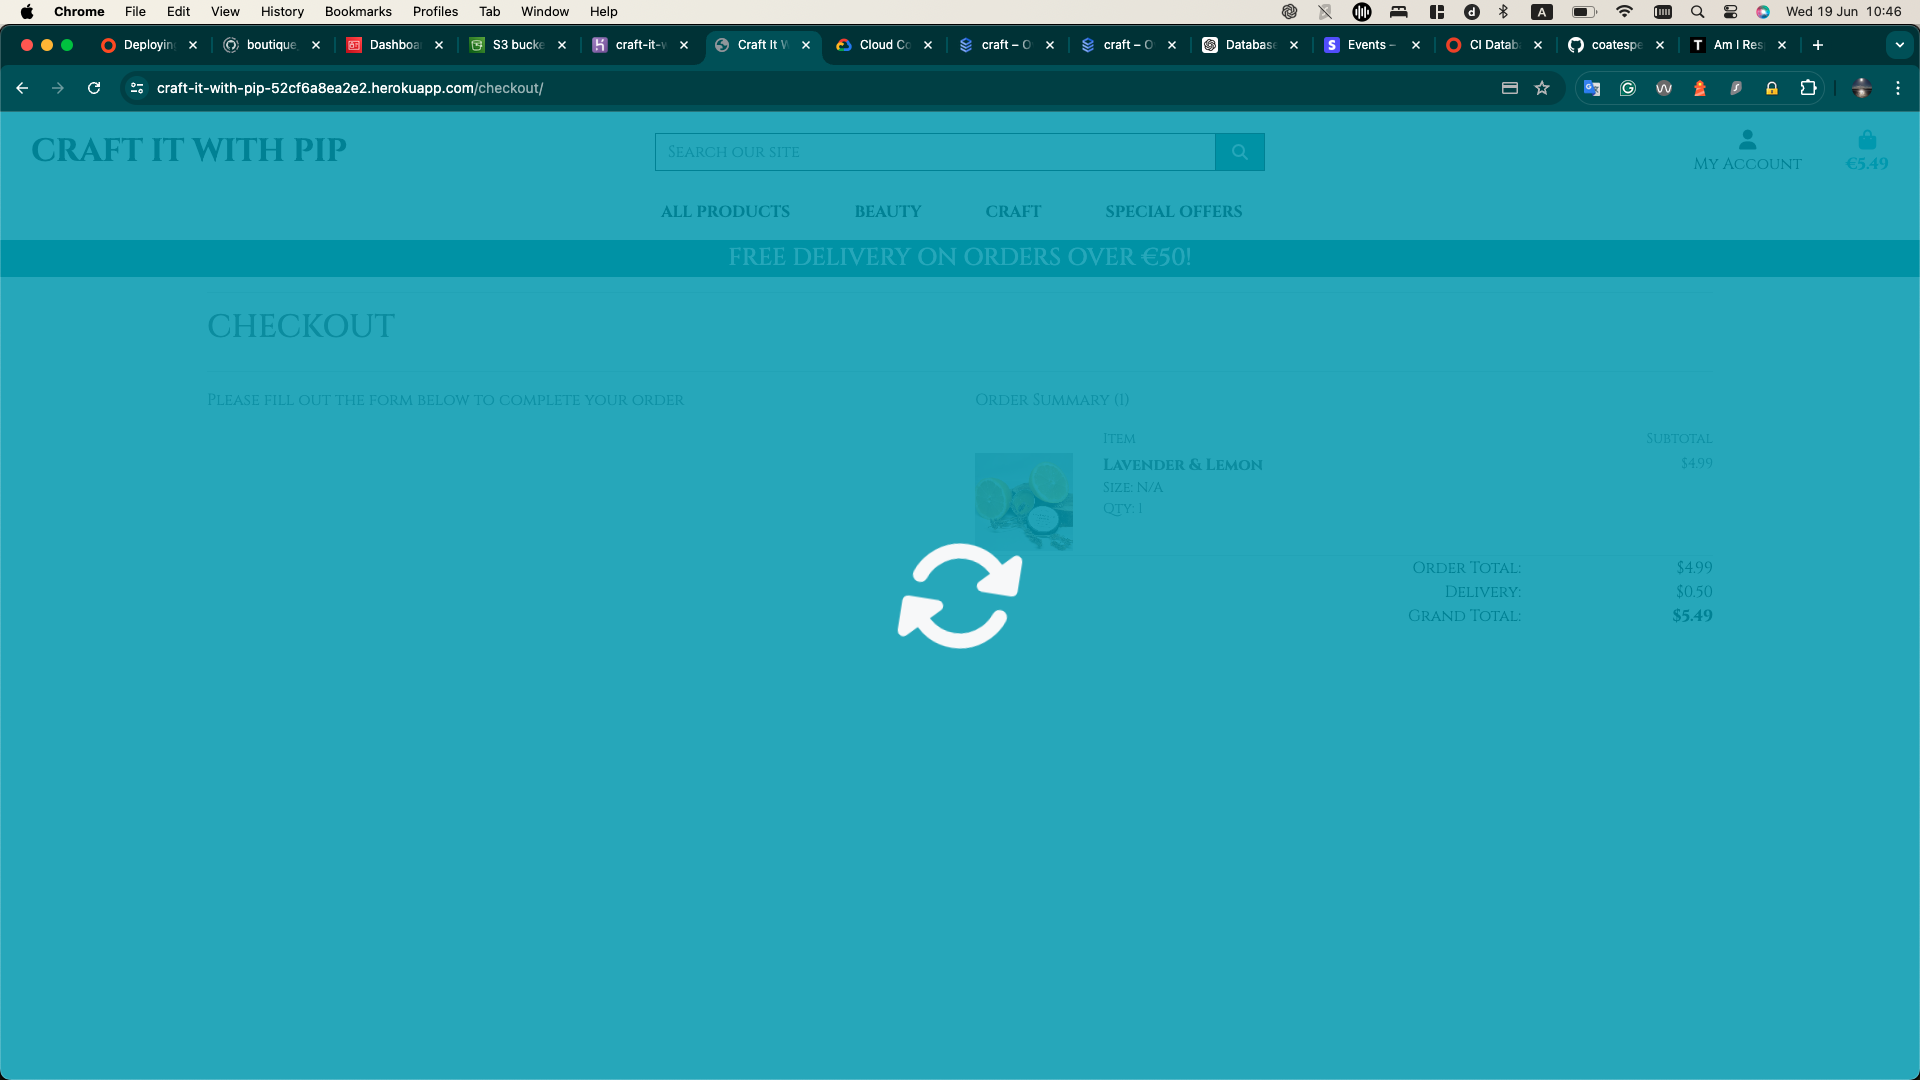 Chrome File Edit View History Bookmarks Profiles Tab Window Help A Wed 19 Jun 10:46
Deploying boutique Dashboa S3 bucke craft-it-w Craft It W Cloud Co craft – O craft – O Database Events – CI Datab coatespe Am I Res
craft-it-with-pip-52cf6a8ea2e2.herokuapp.com/checkout/
CRAFT IT WITH PIP
Search our site
My Account
€5.49
ALL PRODUCTS BEAUTY CRAFT SPECIAL OFFERS
FREE DELIVERY ON ORDERS OVER €50!
CHECKOUT
Please fill out the form below to complete your order
Order Summary (1)
Item Subtotal
Lavender & Lemon $4.99
Size: N/A
Qty: 1
Order Total: $4.99
Delivery: $0.50
Grand Total: $5.49